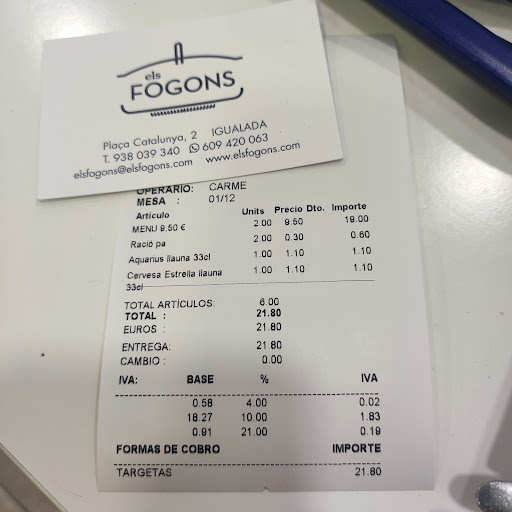 els
FOGONS
Plaça Catalunya, 2 IGUALADA
T. 938 039 340 609 420 063
elsfogons@elsfogons.com www.elsfogons.com
OPERARIO: CARME
MESA : 01/12
Artículo Units Precio Dto. Importe
MENU 9,50 € 2.00 9.50 19.00
Ració pa 2.00 0.30 0.60
Aquarius llauna 33cl 1.00 1.10 1.10
Cervesa Estrella llauna 1.00 1.10 1.10
33cl
TOTAL ARTÍCULOS: 6.00
TOTAL : 21.80
EUROS : 21.80
ENTREGA: 21.80
CAMBIO : 0.00
IVA: BASE % IVA
0.58 4.00 0.02
18.27 10.00 1.83
0.91 21.00 0.19
FORMAS DE COBRO IMPORTE
TARGETAS 21.80